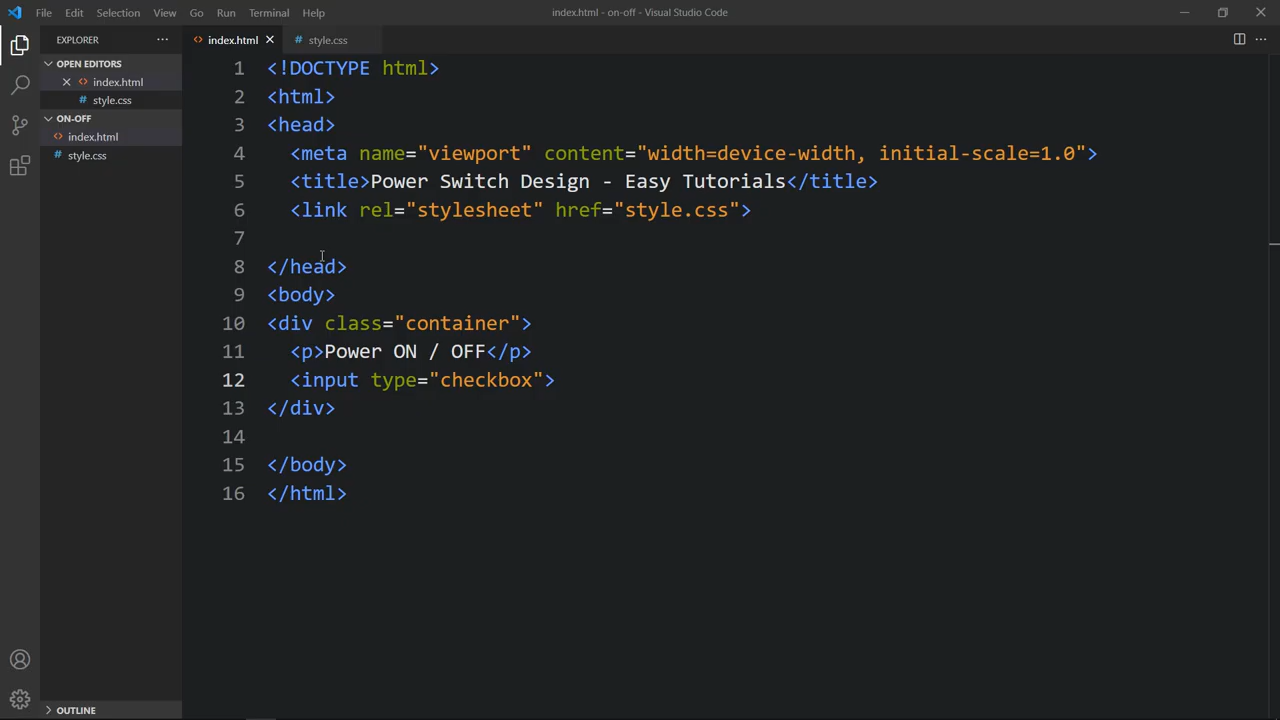 File Edit Selection View Go Run Terminal Help index.html - on-off - Visual Studio Code
EXPLORER
OPEN EDITORS
index.html
style.css
ON-OFF
index.html
style.css
OUTLINE
index.html style.css
1 <!DOCTYPE html>
2 <html>
3 <head>
4 <meta name="viewport" content="width=device-width, initial-scale=1.0">
5 <title>Power Switch Design - Easy Tutorials</title>
6 <link rel="stylesheet" href="style.css">
7
8 </head>
9 <body>
10 <div class="container">
11 <p>Power ON / OFF</p>
12 <input type="checkbox">
13 </div>
14
15 </body>
16 </html>